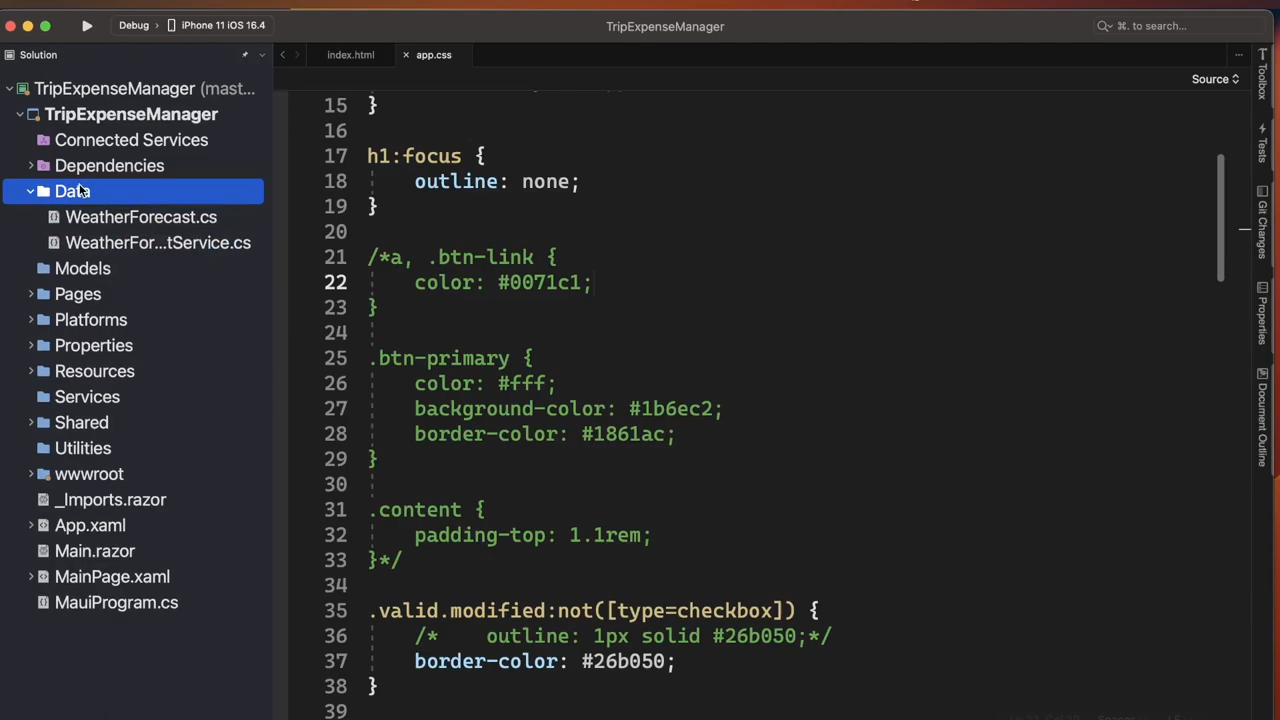 Debug > iPhone 11 iOS 16.4
TripExpenseManager
⌘. to search...
Solution
index.html
app.css
...
Source
TripExpenseManager (mast...
TripExpenseManager
Connected Services
Dependencies
Data
WeatherForecast.cs
WeatherFor...tService.cs
Models
Pages
Platforms
Properties
Resources
Services
Shared
Utilities
wwwroot
_Imports.razor
App.xaml
Main.razor
MainPage.xaml
MauiProgram.cs
15 }
16
17 h1:focus {
18 outline: none;
19 }
20
21 /*a, .btn-link {
22 color: #0071c1;
23 }
24
25 .btn-primary {
26 color: #fff;
27 background-color: #1b6ec2;
28 border-color: #1861ac;
29 }
30
31 .content {
32 padding-top: 1.1rem;
33 }*/
34
35 .valid.modified:not([type=checkbox]) {
36 /* outline: 1px solid #26b050;*/
37 border-color: #26b050;
38 }
39
Toolbox
Tests
Git Changes
Properties
Document Outline